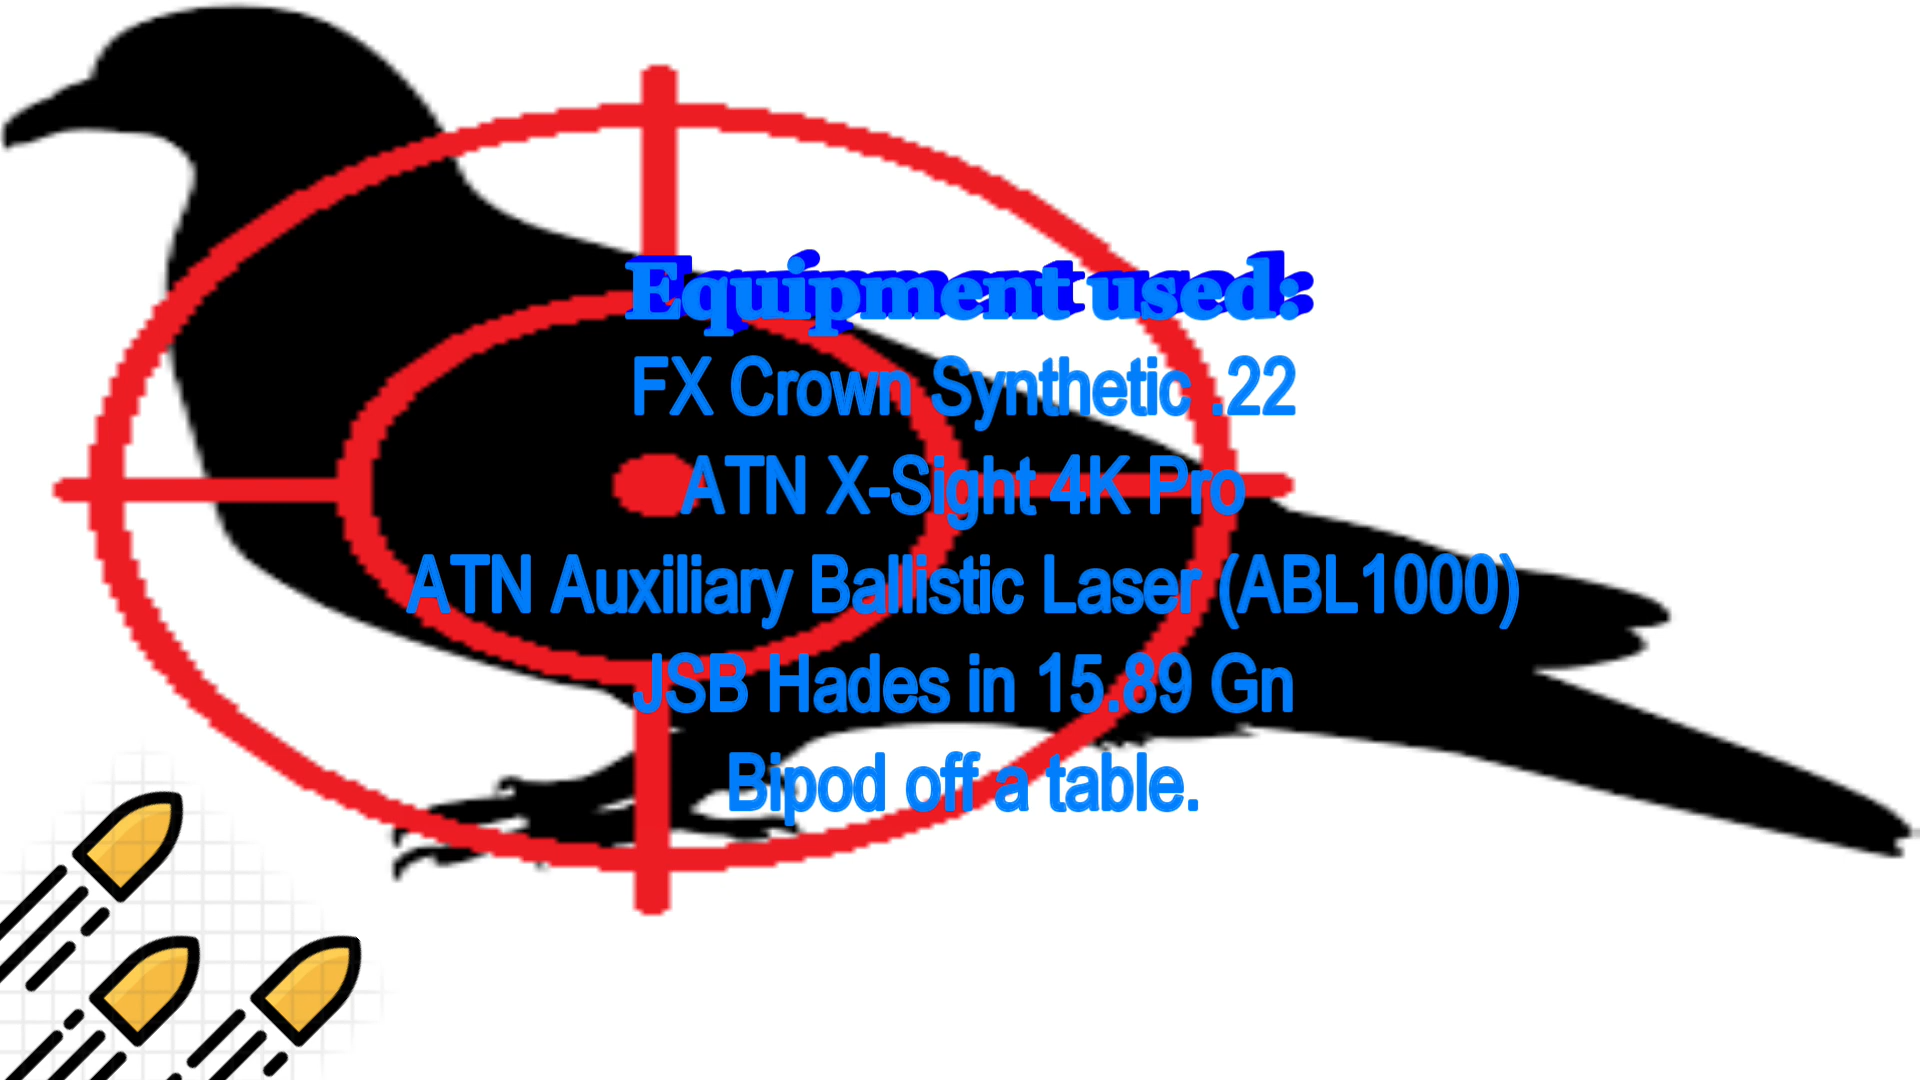 Equipment used:
FX Crown Synthetic .22
ATN X-Sight 4K Pro
ATN Auxiliary Ballistic Laser (ABL1000)
JSB Hades in 15.89 Gn
Bipod off a table.